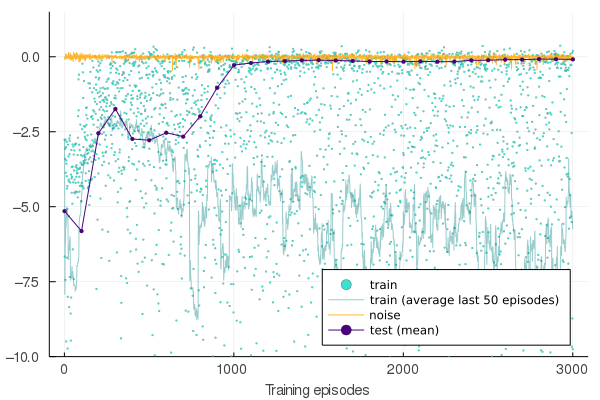 0.0
−2.5
−5.0
−7.5
−10.0
train
train (average last 50 episodes)
noise
test (mean)
0 1000 2000 3000
Training episodes